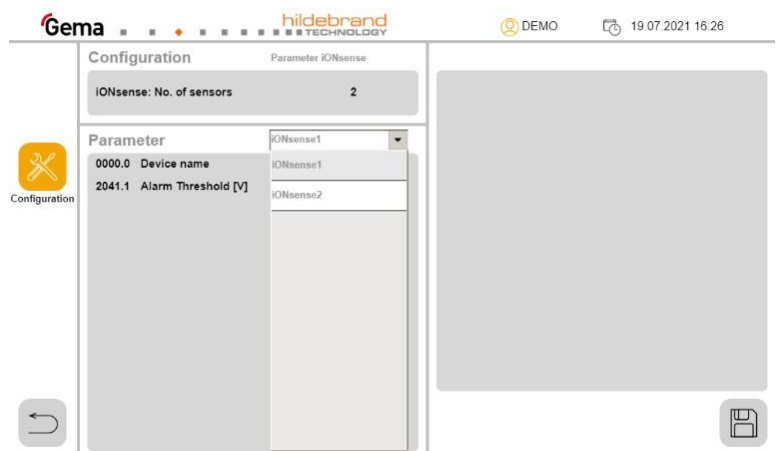 Gema
hildebrand
TECHNOLOGY
DEMO
19.07.2021 16:26
Configuration
Parameter iONsense
iONsense: No. of sensors 2
Parameter
iONsense1
0000.0 Device name
iONsense1
2041.1 Alarm Threshold [V]
iONsense2
Configuration